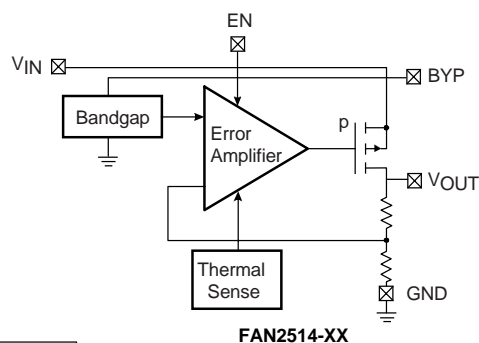 EN
VIN
BYP
Bandgap
p
Error
Amplifier
VOUT
Thermal
Sense
GND
FAN2514-XX